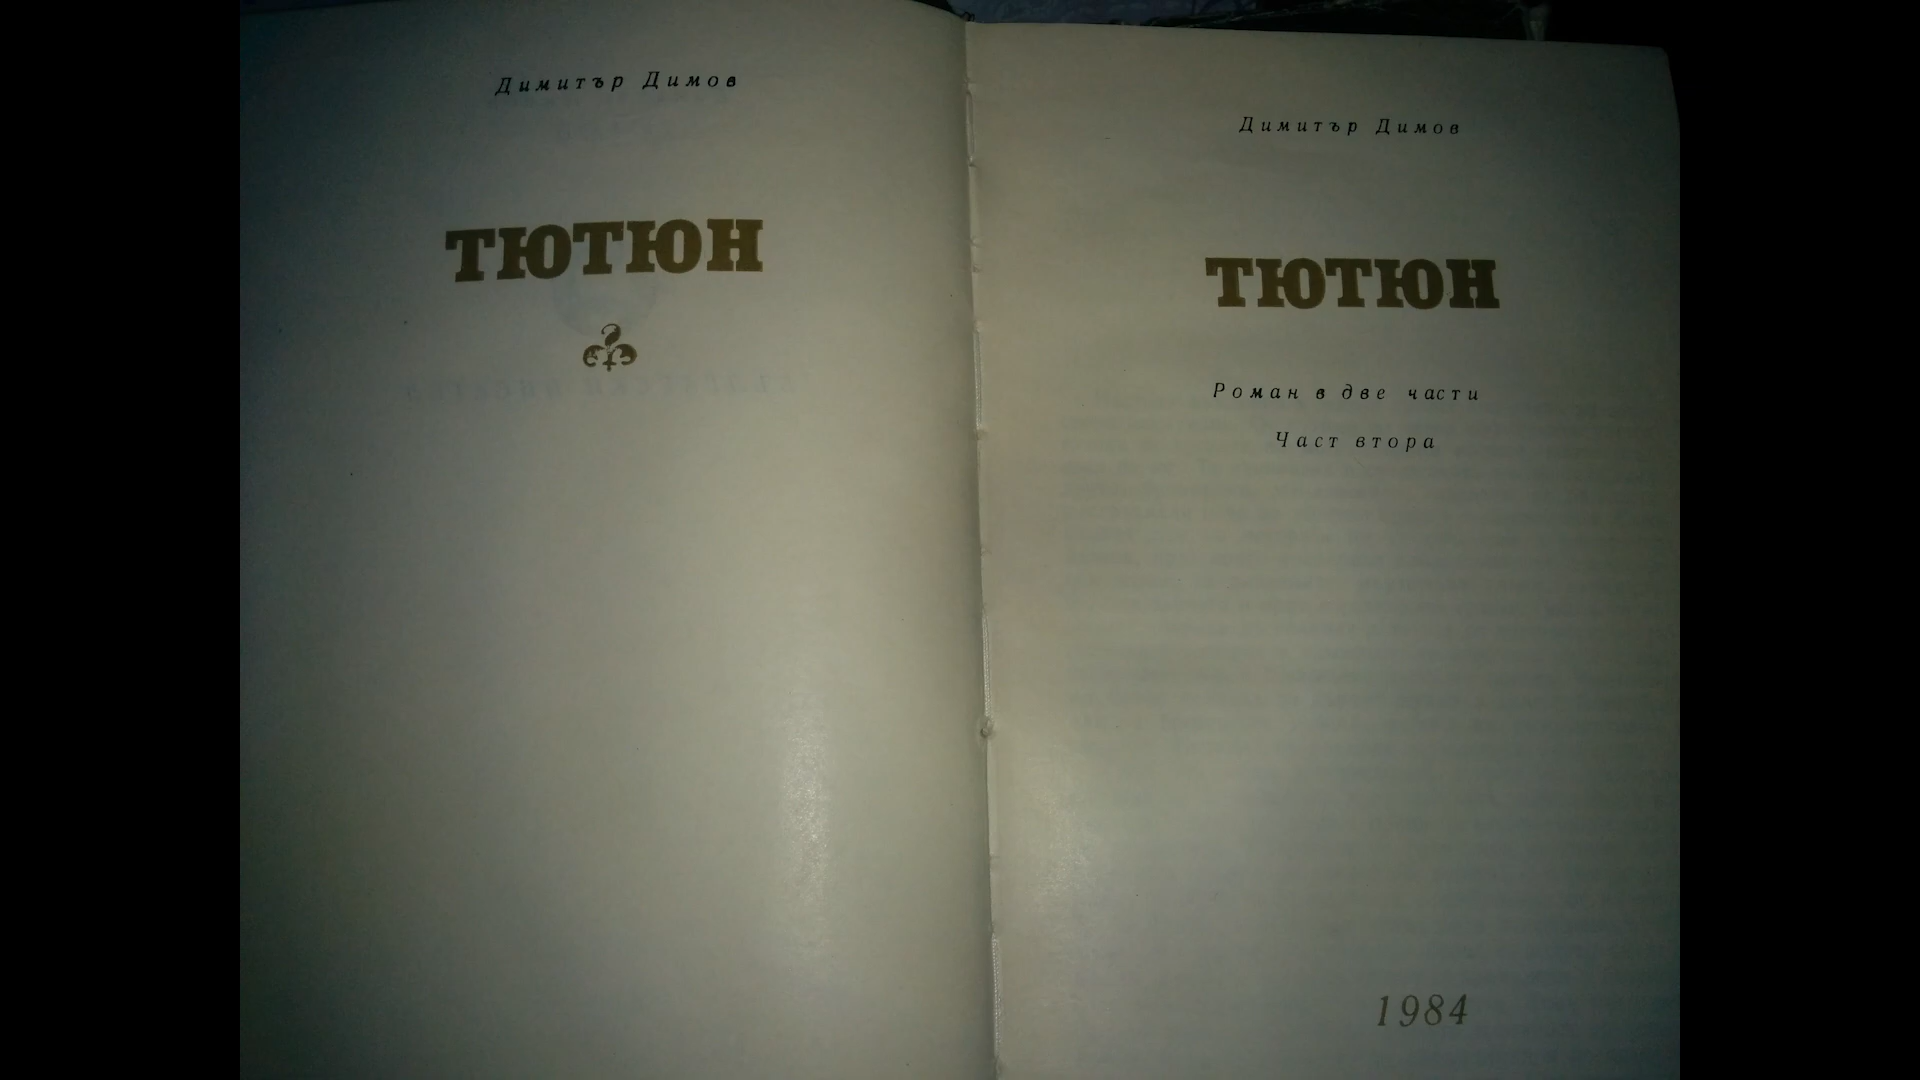 Димитър Димов
ТЮТЮН
Димитър Димов
ТЮТЮН
Роман в две части
Част втора
1984